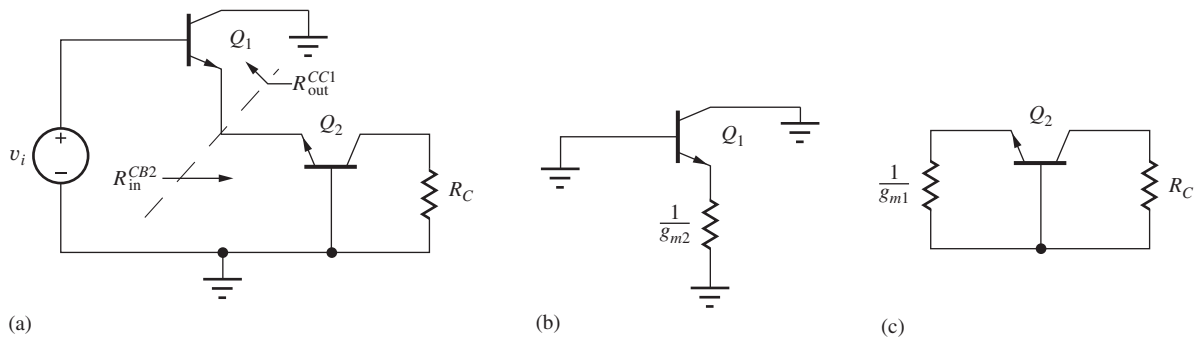 Q1
R_out^CC1
Q2
+
v_i
−
R_in^CB2
R_C
(a)
Q1
1/g_m2
(b)
Q2
1/g_m1
R_C
(c)